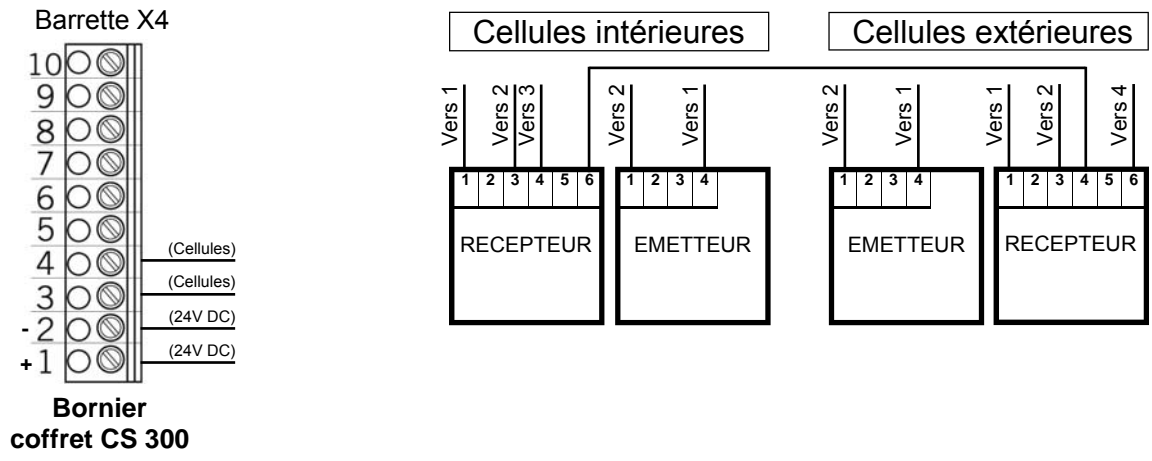 Barrette X4
10
9
8
7
6
5
4 (Cellules)
3 (Cellules)
- 2 (24V DC)
+ 1 (24V DC)
Bornier
coffret CS 300
Cellules intérieures
Vers 1
Vers 2
Vers 3
Vers 2
Vers 1
1 2 3 4 5 6
RECEPTEUR
1 2 3 4
EMETTEUR
Cellules extérieures
Vers 2
Vers 1
Vers 1
Vers 2
Vers 4
1 2 3 4
EMETTEUR
1 2 3 4 5 6
RECEPTEUR